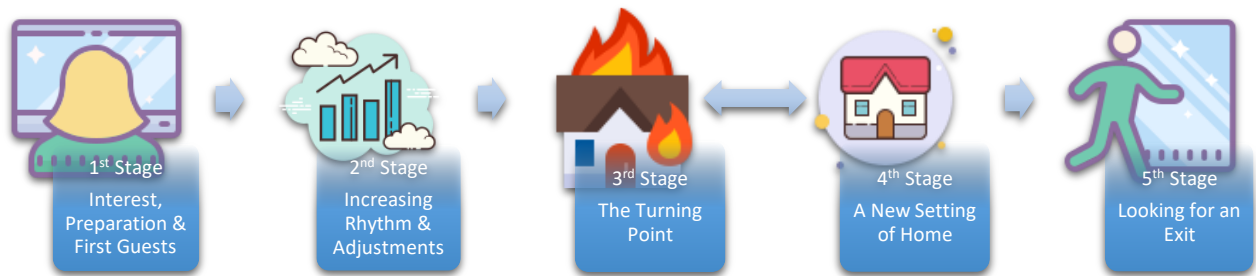 1st Stage
Interest,
Preparation &
First Guests
2nd Stage
Increasing
Rhythm &
Adjustments
3rd Stage
The Turning
Point
4th Stage
A New Setting
of Home
5th Stage
Looking for an
Exit